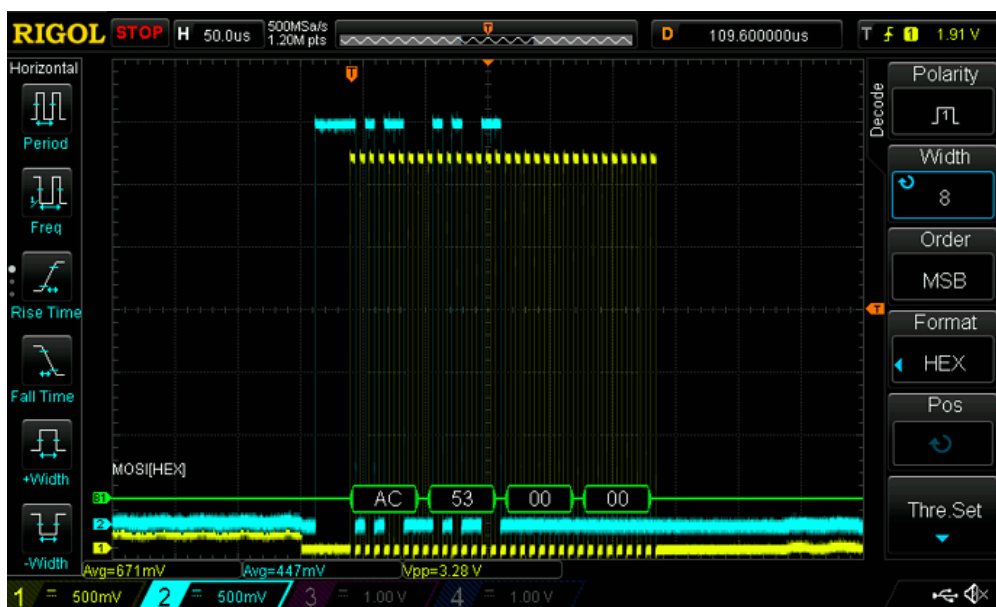 RIGOL STOP H 50.0us 500MSa/s 1.20M pts D 109.600000us T 1 1.91 V
Horizontal
Period
Freq
Rise Time
Fall Time
+Width
-Width
T
T
T
MOSI[HEX]
B1 AC 53 00 00
2
1
Avg=671mV Avg=447mV Vpp=3.28 V
1 = 500mV 2 = 500mV 3 = 1.00 V 4 = 1.00 V
Decode
Polarity
Width
8
Order
MSB
Format
HEX
Pos
Thre.Set